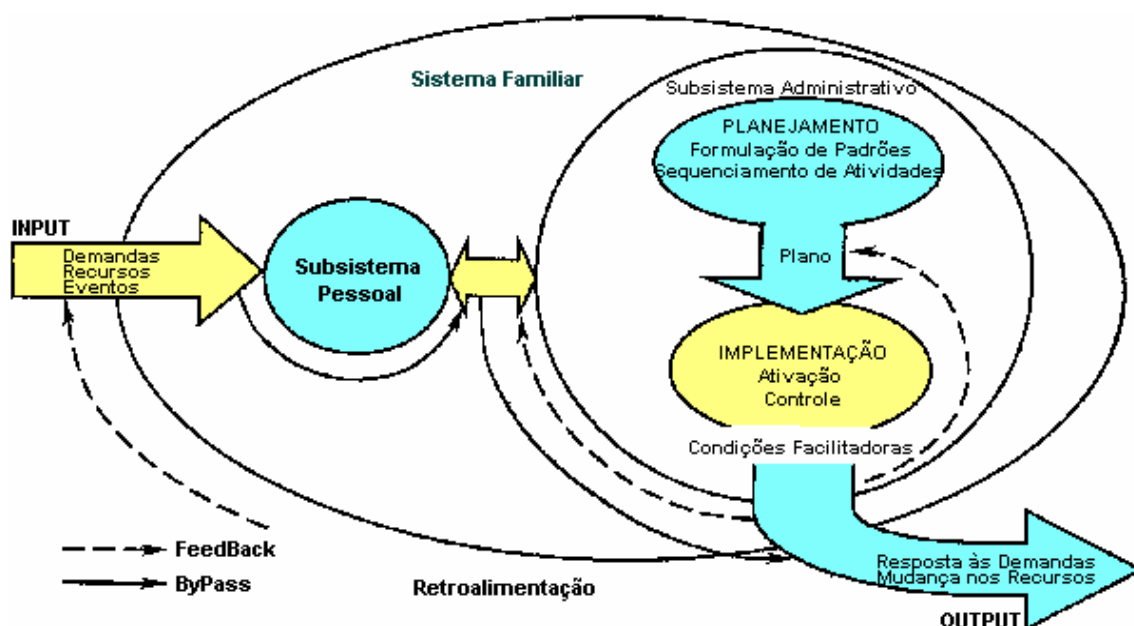 Sistema Familiar
Subsistema Administrativo
PLANEJAMENTO
Formulação de Padrões
Sequenciamento de Atividades
INPUT
Demandas
Recursos
Eventos
Subsistema
Pessoal
Plano
IMPLEMENTAÇÃO
Ativação
Controle
Condições Facilitadoras
FeedBack
ByPass
Retroalimentação
Resposta às Demandas
Mudança nos Recursos
OUTPUT